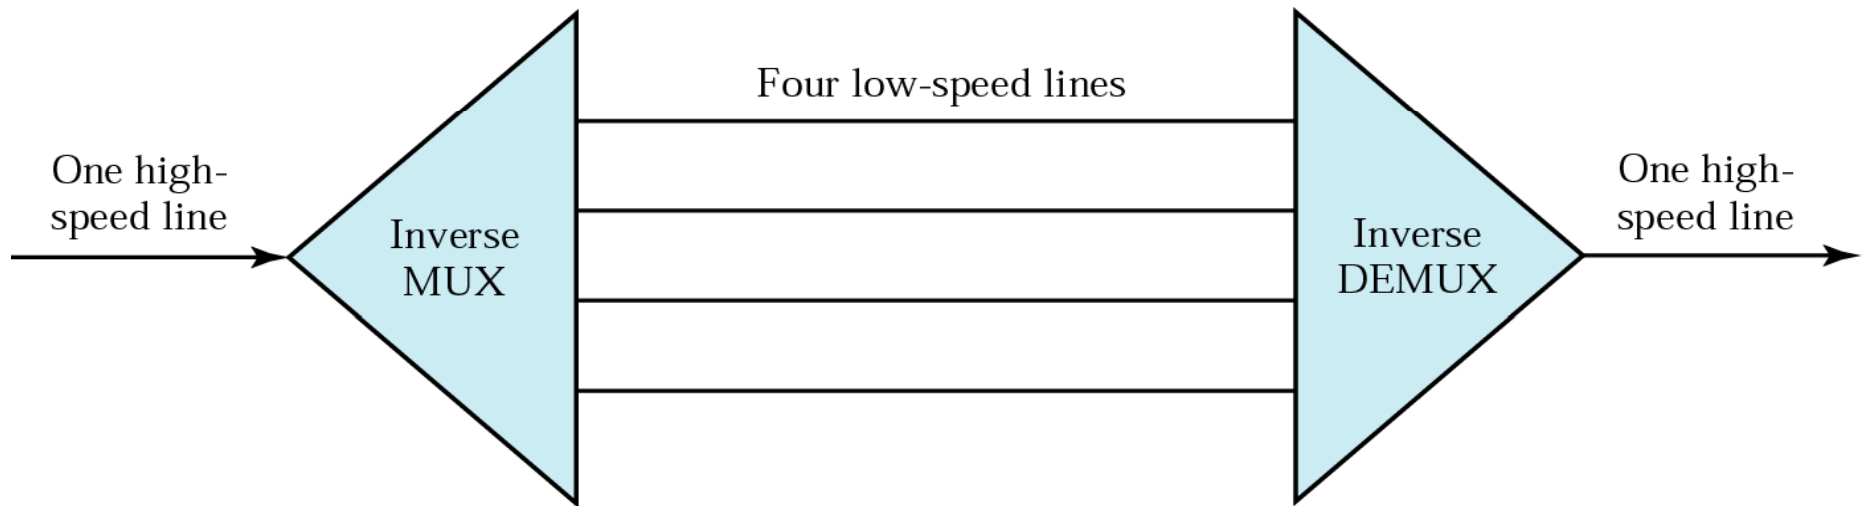 One high-
speed line
Inverse
MUX
Four low-speed lines
Inverse
DEMUX
One high-
speed line